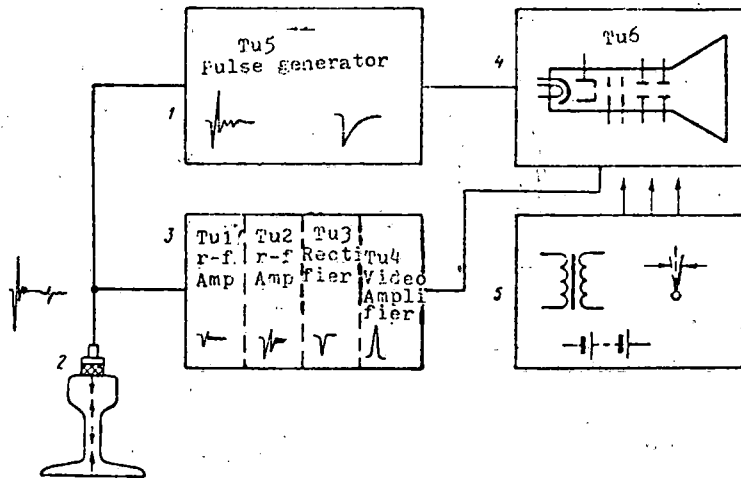 Tu5
Pulse generator
1
4
Tu6
3
Tu1
r-f.
Amp
Tu2
r-f
Amp
Tu3
Recti
fier
Tu4
Video
Ampli
fier
5
2